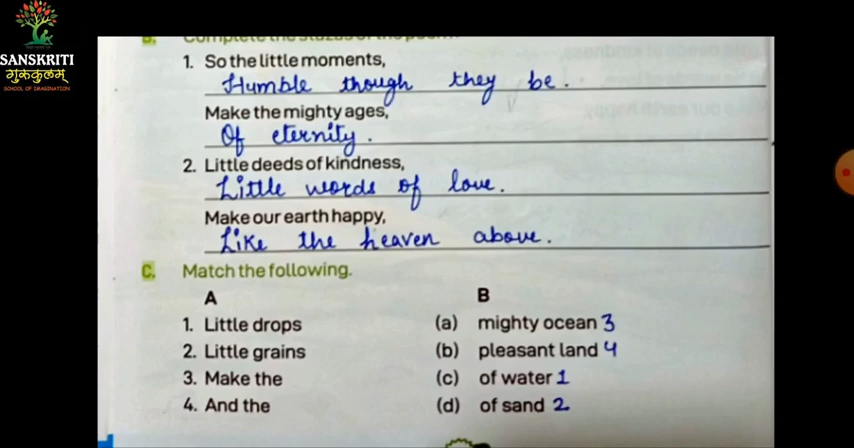 SANSKRITI
गुरुकुलम्
SCHOOL OF IMAGINATION
1. So the little moments,
Humble though they be.
Make the mighty ages,
Of eternity.
2. Little deeds of kindness,
Little words of love.
Make our earth happy,
Like the heaven above.
C. Match the following.
A B
1. Little drops (a) mighty ocean 3
2. Little grains (b) pleasant land 4
3. Make the (c) of water 1
4. And the (d) of sand 2